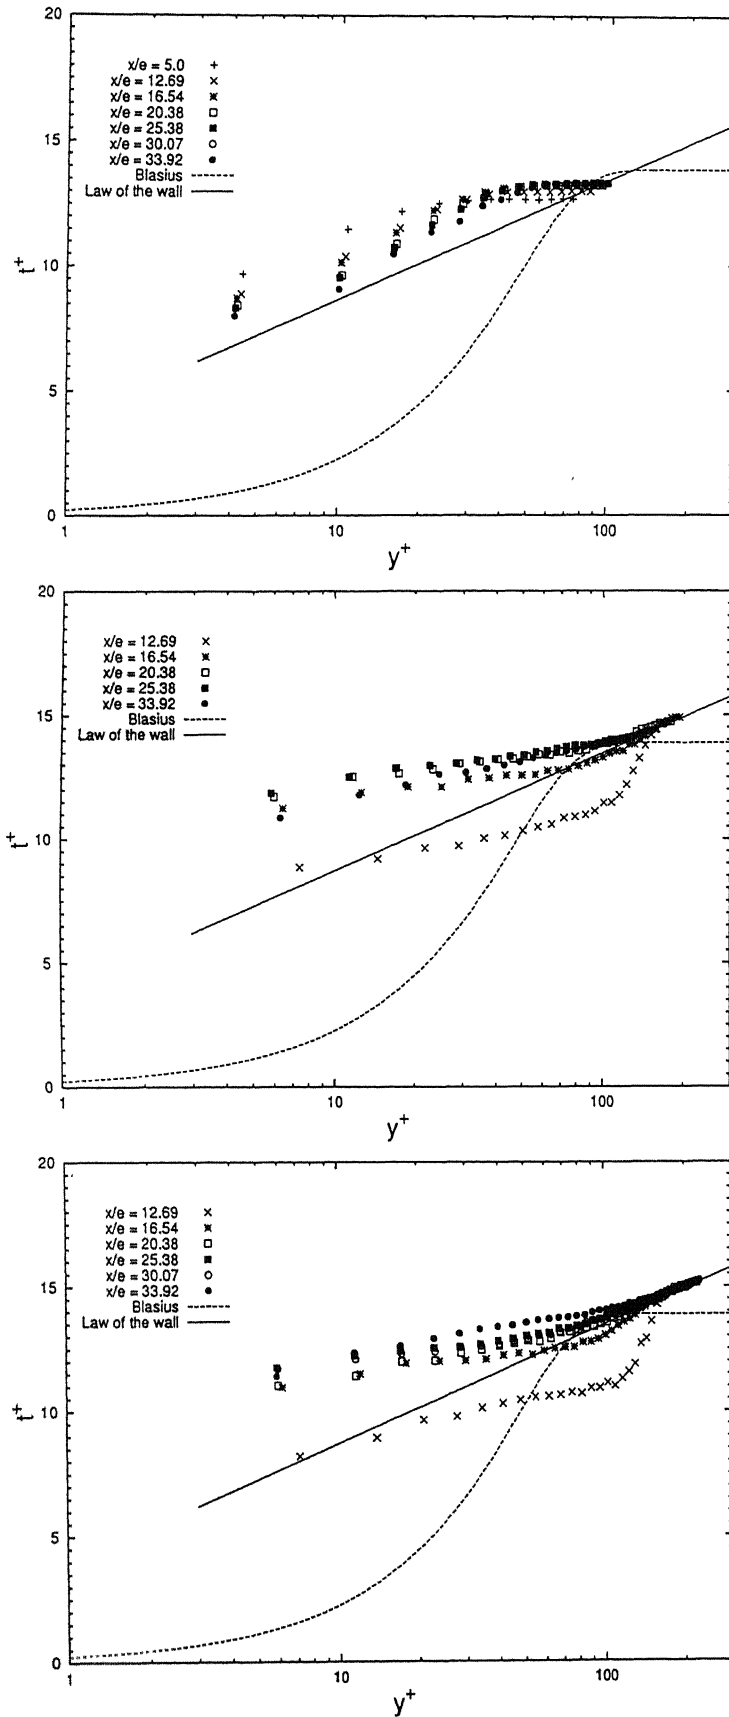 20
x/e = 5.0
x/e = 12.69
x/e = 16.54
x/e = 20.38
x/e = 25.38
x/e = 30.07
x/e = 33.92
Blasius
Law of the wall
15
10
t+
5
0
1 10 100
y+
20
x/e = 12.69
x/e = 16.54
x/e = 20.38
x/e = 25.38
x/e = 33.92
Blasius
Law of the wall
15
10
t+
5
0
1 10 100
y+
20
x/e = 12.69
x/e = 16.54
x/e = 20.38
x/e = 25.38
x/e = 30.07
x/e = 33.92
Blasius
Law of the wall
15
10
t+
5
0
1 10 100
y+